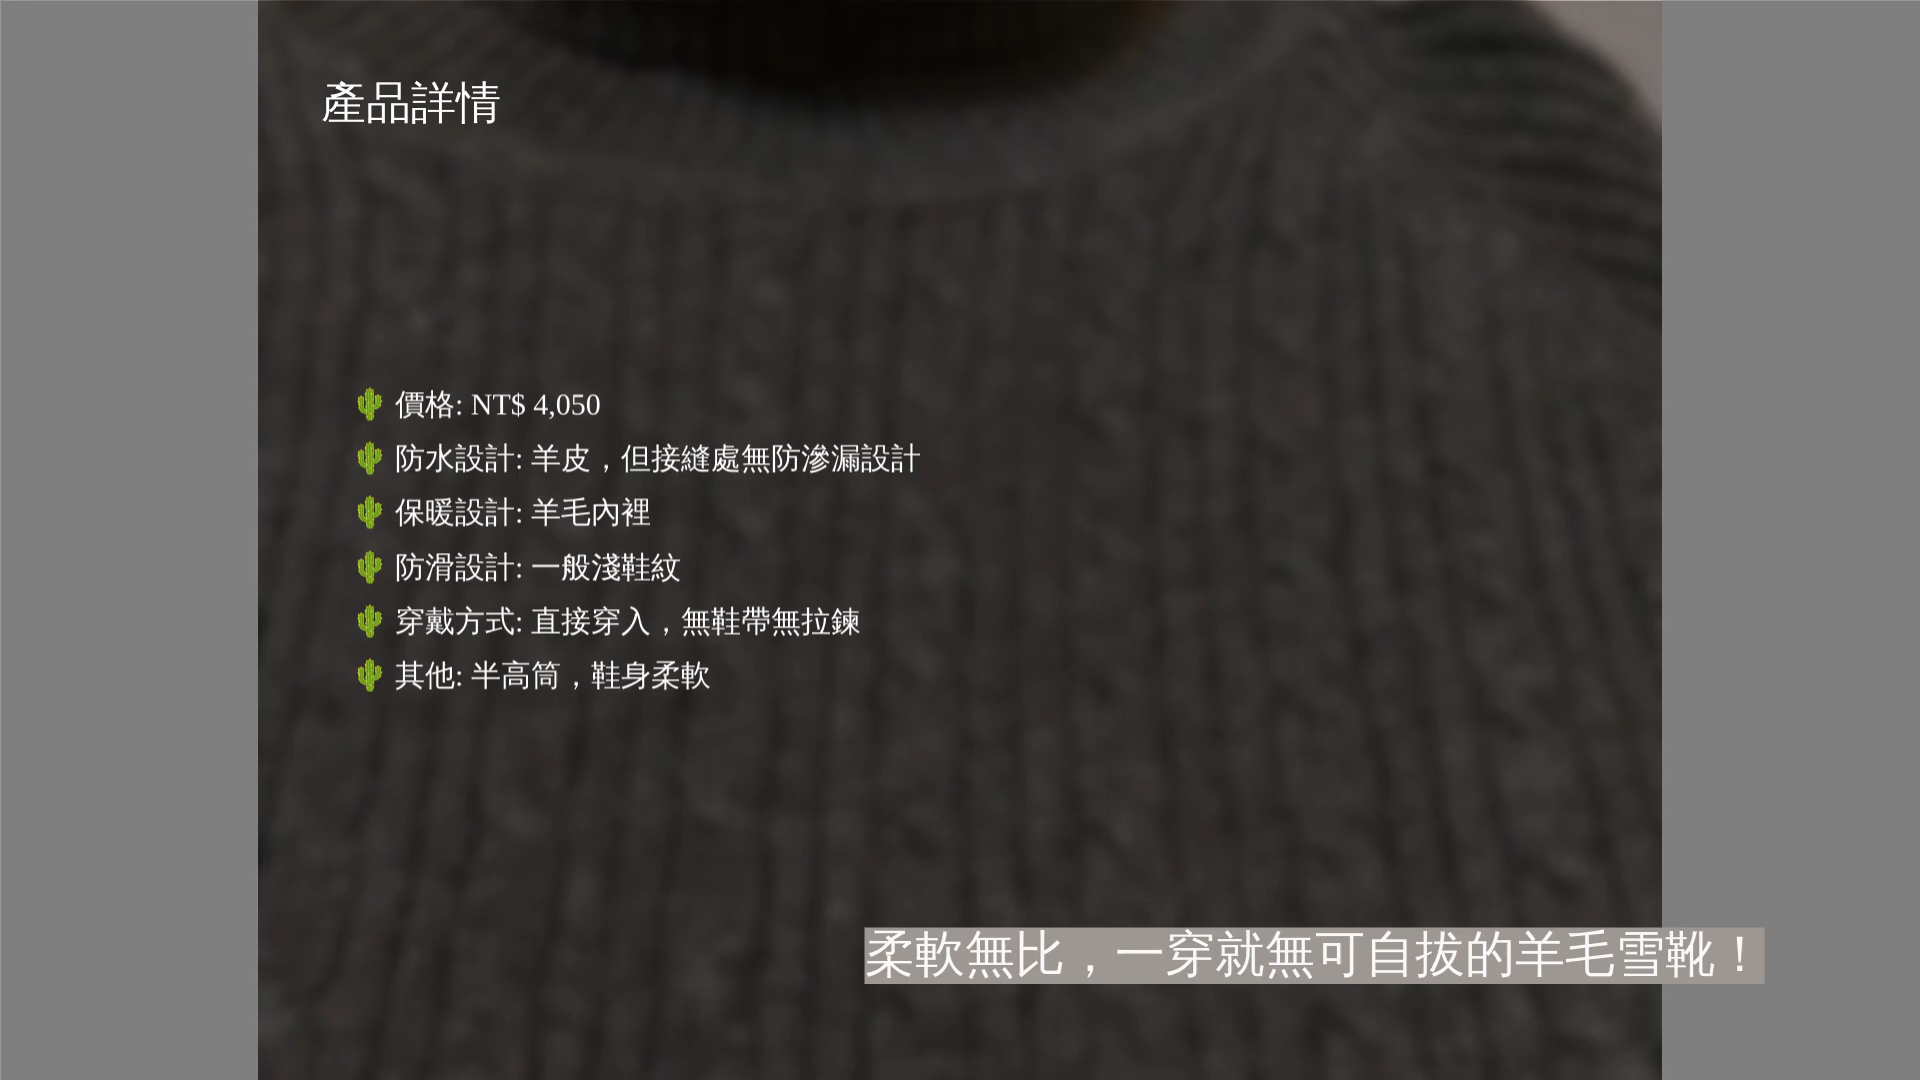 產品詳情
🌵 價格: NT$ 4,050
🌵 防水設計: 羊皮，但接縫處無防滲漏設計
🌵 保暖設計: 羊毛內裡
🌵 防滑設計: 一般淺鞋紋
🌵 穿戴方式: 直接穿入，無鞋帶無拉鍊
🌵 其他: 半高筒，鞋身柔軟
柔軟無比，一穿就無可自拔的羊毛雪靴！